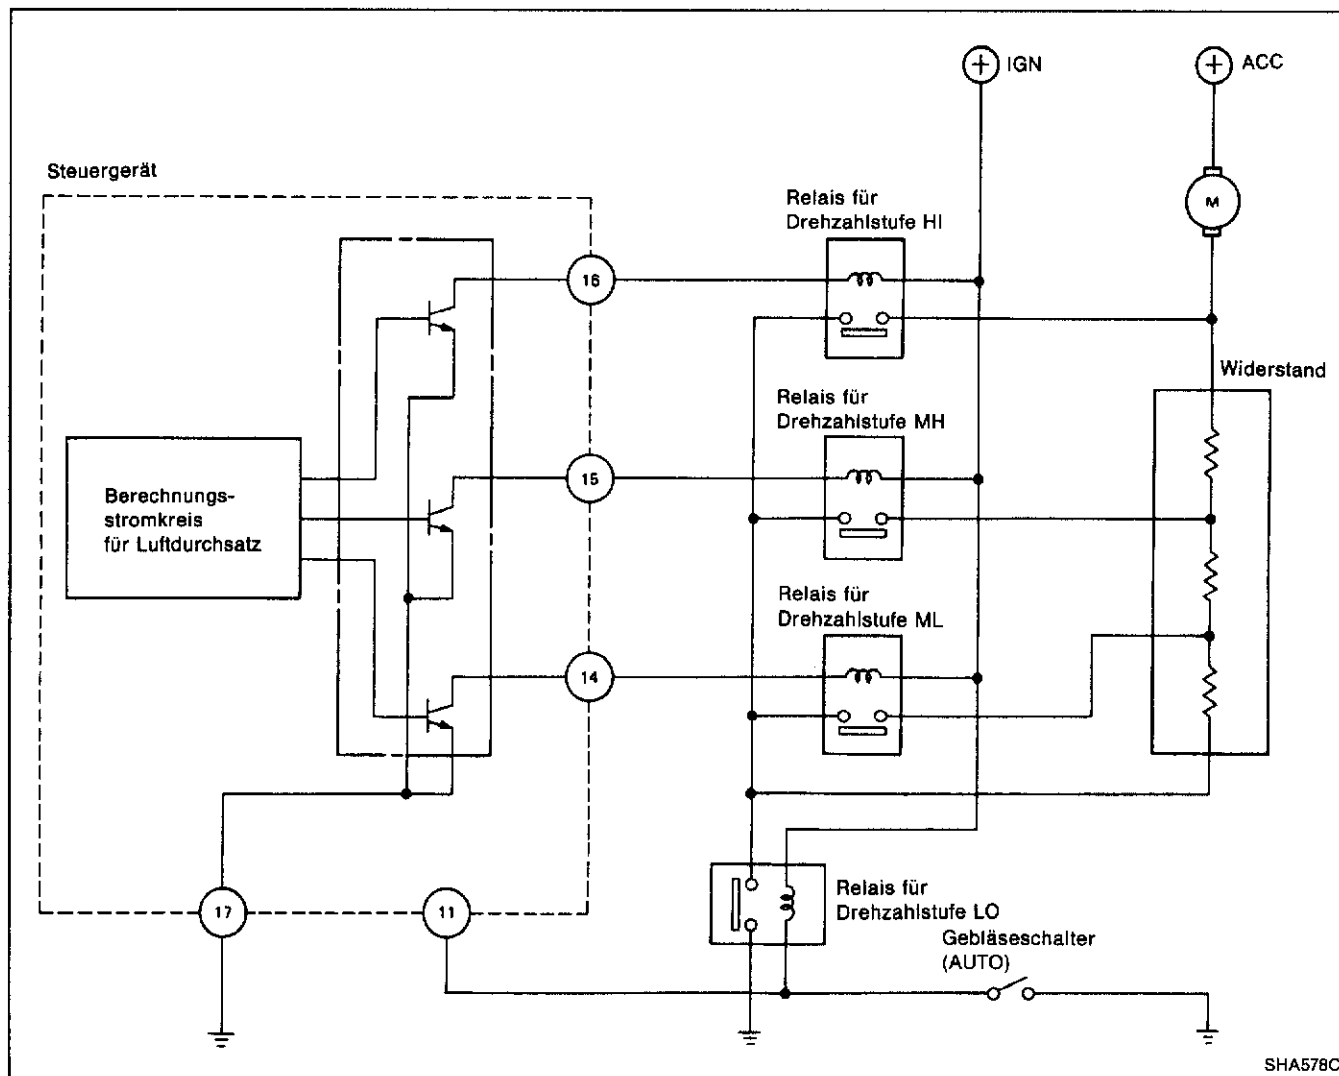 IGN
ACC
Steuergerät
Relais für
Drehzahlstufe HI
M
16
Widerstand
Relais für
Drehzahlstufe MH
15
Berechnungs-
stromkreis
für Luftdurchsatz
Relais für
Drehzahlstufe ML
14
Relais für
Drehzahlstufe LO
17
11
Gebläseschalter
(AUTO)
SHA578C